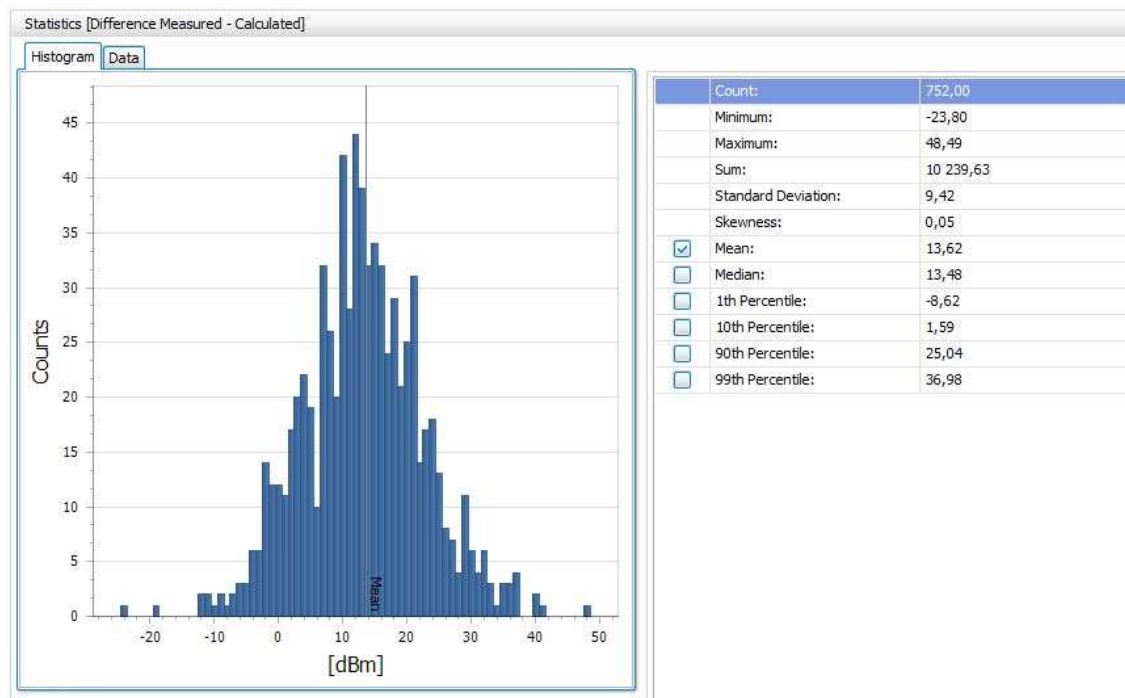 Statistics [Difference Measured - Calculated]
Histogram Data
Counts
45
40
35
30
25
20
15
10
5
0
-20 -10 0 10 20 30 40 50
[dBm]
Mean
Count: 752,00
Minimum: -23,80
Maximum: 48,49
Sum: 10 239,63
Standard Deviation: 9,42
Skewness: 0,05
Mean: 13,62
Median: 13,48
1th Percentile: -8,62
10th Percentile: 1,59
90th Percentile: 25,04
99th Percentile: 36,98